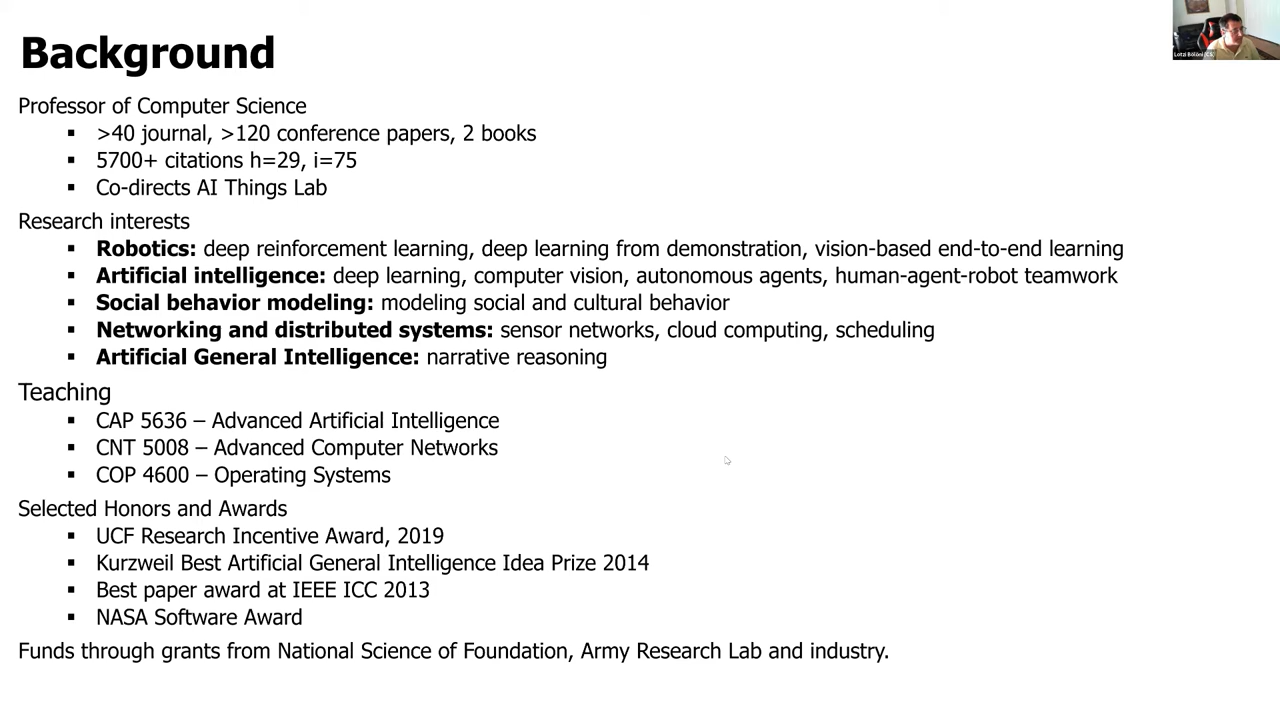 Background
Lotzi Bölöni (CS)
Professor of Computer Science
▪ >40 journal, >120 conference papers, 2 books
▪ 5700+ citations h=29, i=75
▪ Co-directs AI Things Lab
Research interests
▪ Robotics: deep reinforcement learning, deep learning from demonstration, vision-based end-to-end learning
▪ Artificial intelligence: deep learning, computer vision, autonomous agents, human-agent-robot teamwork
▪ Social behavior modeling: modeling social and cultural behavior
▪ Networking and distributed systems: sensor networks, cloud computing, scheduling
▪ Artificial General Intelligence: narrative reasoning
Teaching
▪ CAP 5636 – Advanced Artificial Intelligence
▪ CNT 5008 – Advanced Computer Networks
▪ COP 4600 – Operating Systems
Selected Honors and Awards
▪ UCF Research Incentive Award, 2019
▪ Kurzweil Best Artificial General Intelligence Idea Prize 2014
▪ Best paper award at IEEE ICC 2013
▪ NASA Software Award
Funds through grants from National Science of Foundation, Army Research Lab and industry.